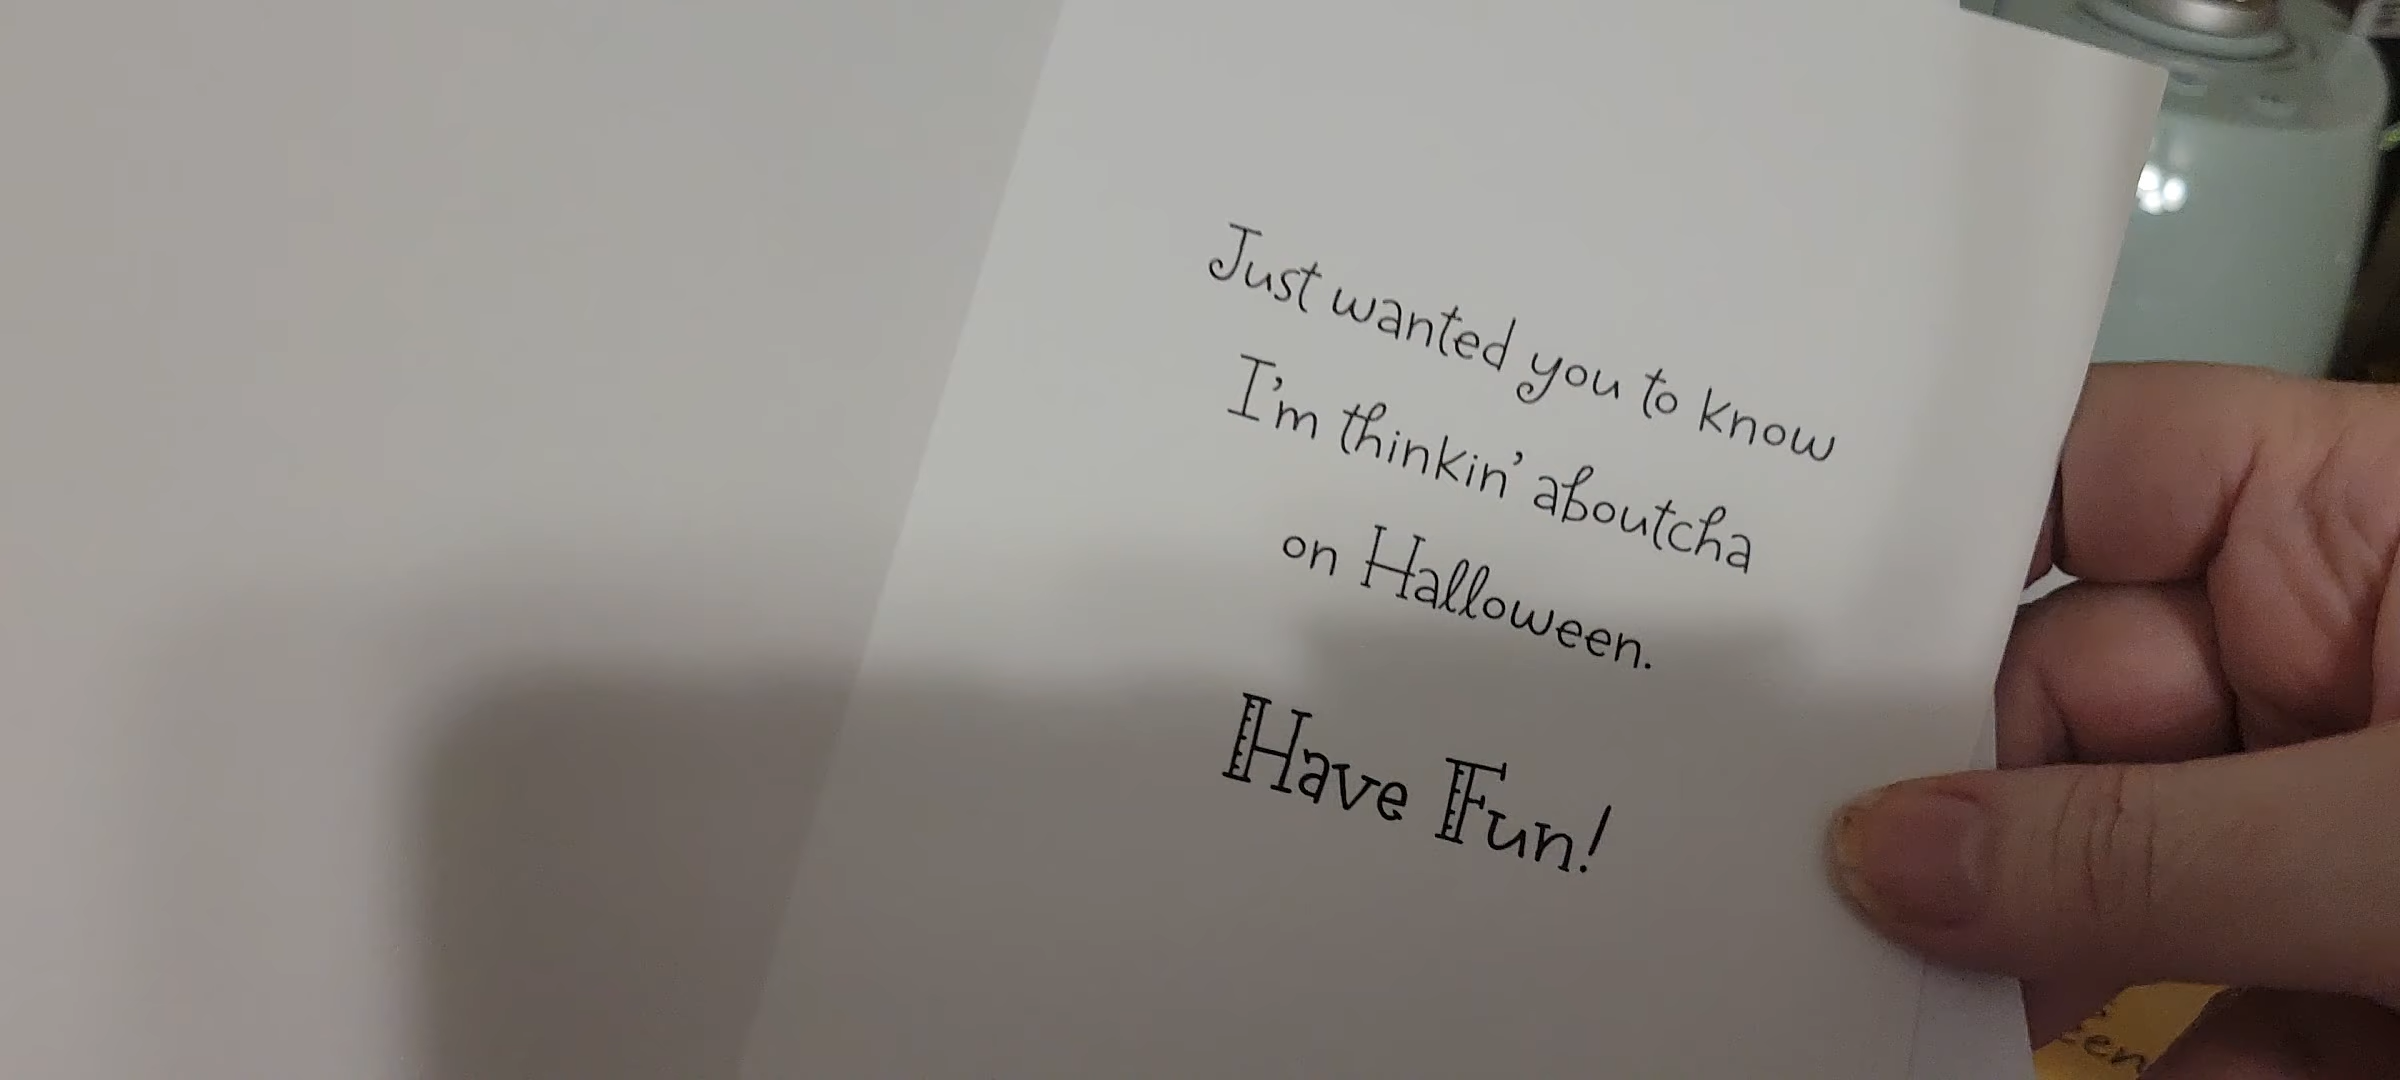 Just wanted you to know
I'm thinkin' aboutcha
on Halloween.
Have Fun!